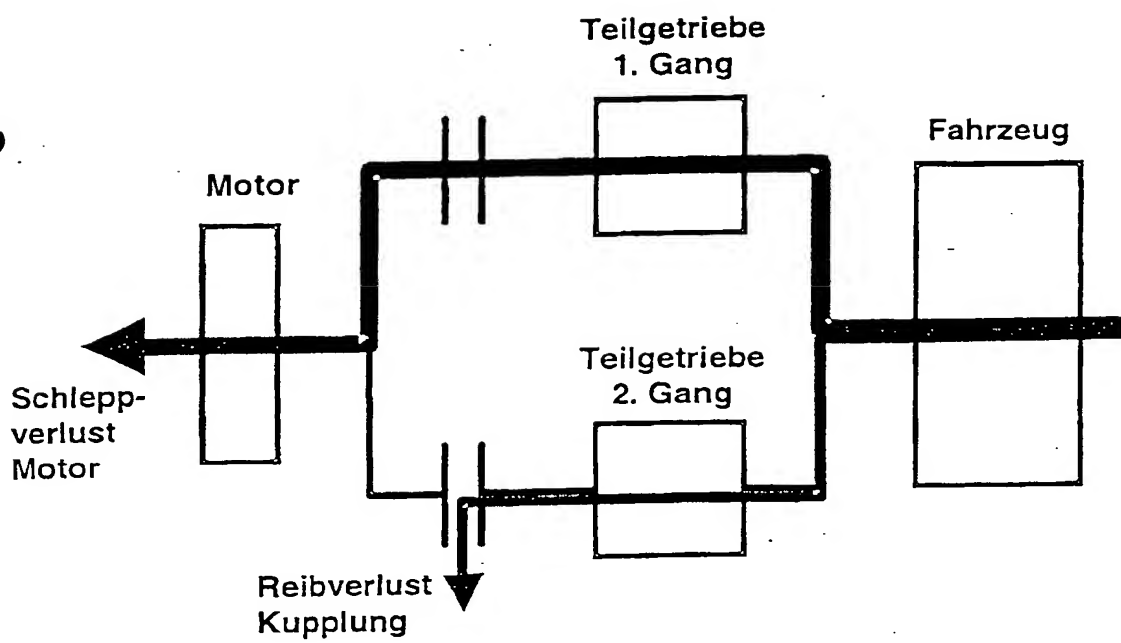 Teilgetriebe
1. Gang
Fahrzeug
Motor
Teilgetriebe
2. Gang
Schlepp-
verlust
Motor
Reibverlust
Kupplung